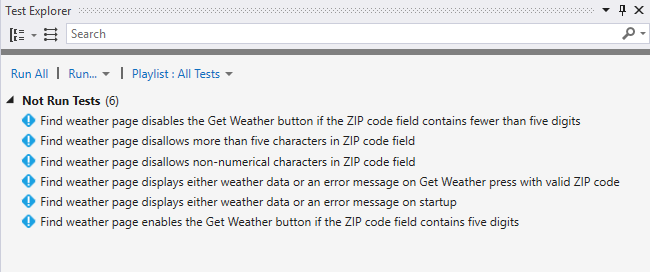 Test Explorer
Search
Run All | Run... | Playlist : All Tests
Not Run Tests (6)
Find weather page disables the Get Weather button if the ZIP code field contains fewer than five digits
Find weather page disallows more than five characters in ZIP code field
Find weather page disallows non-numerical characters in ZIP code field
Find weather page displays either weather data or an error message on Get Weather press with valid ZIP code
Find weather page displays either weather data or an error message on startup
Find weather page enables the Get Weather button if the ZIP code field contains five digits